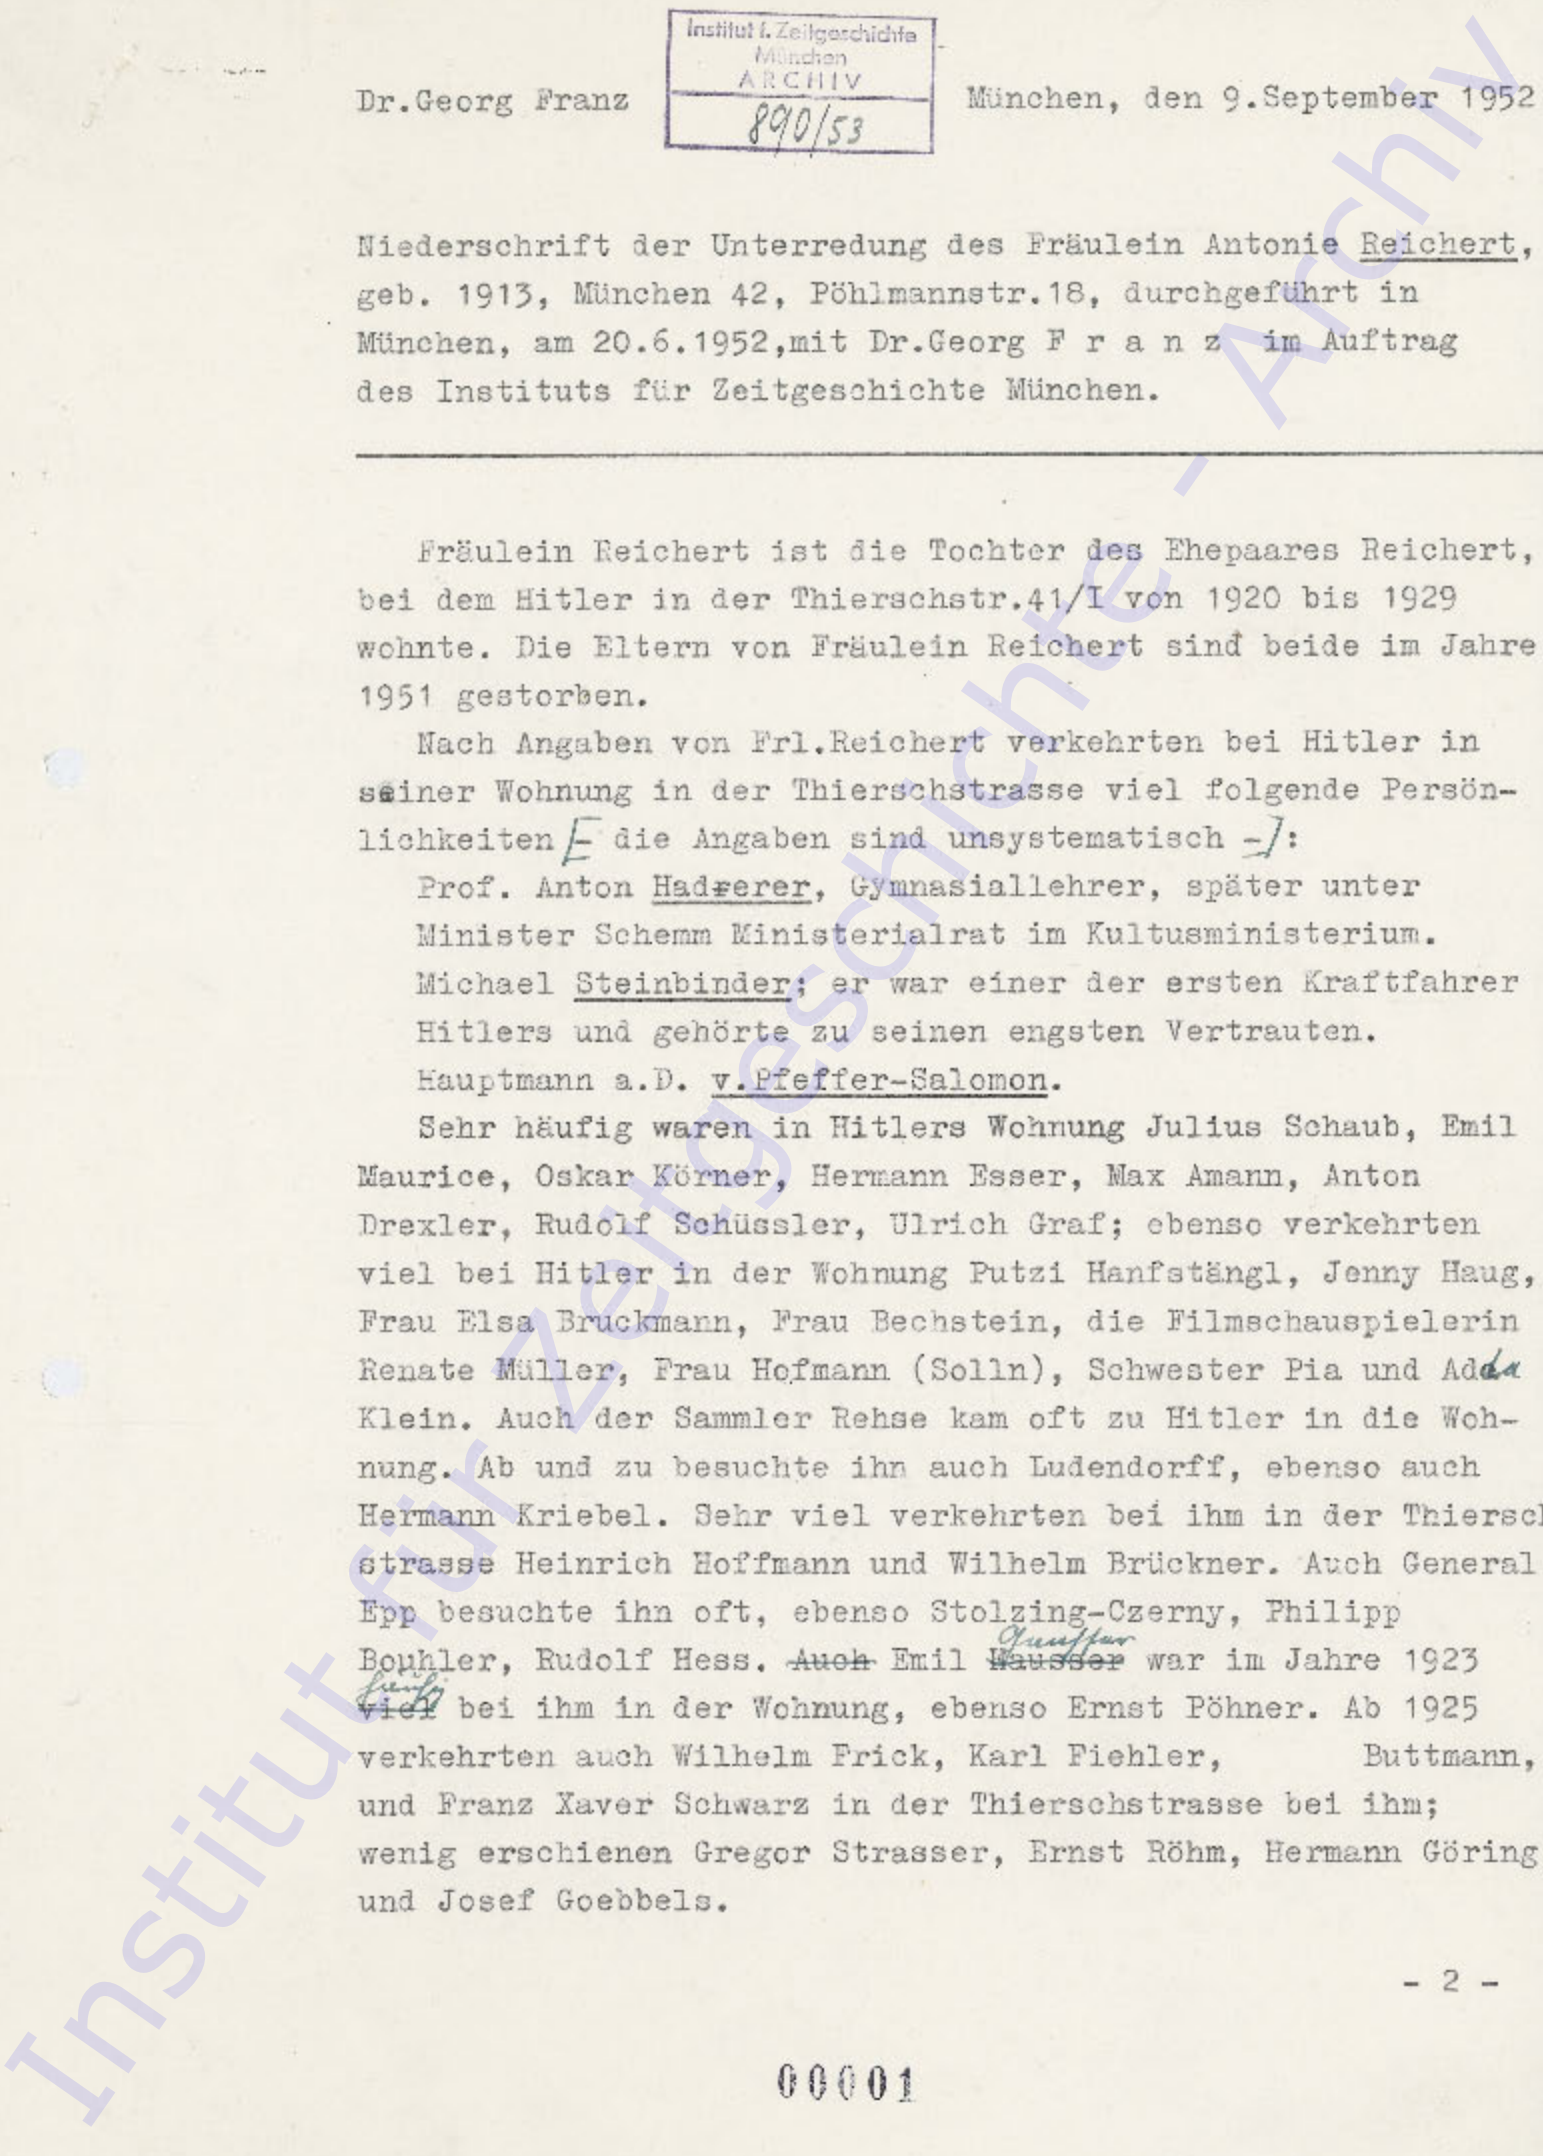 Institut f. Zeitgeschichte
München
ARCHIV
890/53
Dr.Georg Franz
München, den 9.September 1952
Niederschrift der Unterredung des Fräulein Antonie Reichert,
geb. 1913, München 42, Pöhlmannstr.18, durchgeführt in
München, am 20.6.1952,mit Dr.Georg F r a n z im Auftrag
des Instituts für Zeitgeschichte München.
Fräulein Reichert ist die Tochter des Ehepaares Reichert,
bei dem Hitler in der Thierschstr.41/I von 1920 bis 1929
wohnte. Die Eltern von Fräulein Reichert sind beide im Jahre
1951 gestorben.
Nach Angaben von Frl.Reichert verkehrten bei Hitler in
seiner Wohnung in der Thierschstrasse viel folgende Persön-
lichkeiten [- die Angaben sind unsystematisch -]:
Prof. Anton Hadrerer, Gymnasiallehrer, später unter
Minister Schemm Ministerialrat im Kultusministerium.
Michael Steinbinder; er war einer der ersten Kraftfahrer
Hitlers und gehörte zu seinen engsten Vertrauten.
Hauptmann a.D. v.Pfeffer-Salomon.
Sehr häufig waren in Hitlers Wohnung Julius Schaub, Emil
Maurice, Oskar Körner, Hermann Esser, Max Amann, Anton
Drexler, Rudolf Schüssler, Ulrich Graf; ebenso verkehrten
viel bei Hitler in der Wohnung Putzi Hanfstängl, Jenny Haug,
Frau Elsa Bruckmann, Frau Bechstein, die Filmschauspielerin
Renate Müller, Frau Hofmann (Solln), Schwester Pia und Adda
Klein. Auch der Sammler Rehse kam oft zu Hitler in die Woh-
nung. Ab und zu besuchte ihn auch Ludendorff, ebenso auch
Hermann Kriebel. Sehr viel verkehrten bei ihm in der Thiersch
strasse Heinrich Hoffmann und Wilhelm Brückner. Auch General
Epp besuchte ihn oft, ebenso Stolzing-Czerny, Philipp
Bouhler, Rudolf Hess. Auch Emil Gansser war im Jahre 1923
häufig
viel bei ihm in der Wohnung, ebenso Ernst Pöhner. Ab 1925
verkehrten auch Wilhelm Frick, Karl Fiehler, Buttmann,
und Franz Xaver Schwarz in der Thierschstrasse bei ihm;
wenig erschienen Gregor Strasser, Ernst Röhm, Hermann Göring
und Josef Goebbels.
- 2 -
00001
Institut für Zeitgeschichte - Archiv